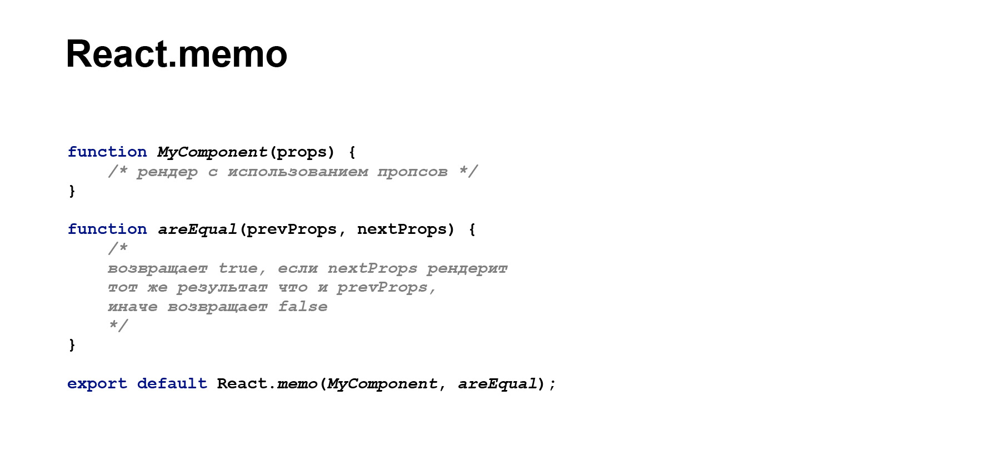 React.memo
function MyComponent(props) {
/* рендер с использованием пропсов */
}
function areEqual(prevProps, nextProps) {
/*
возвращает true, если nextProps рендерит
тот же результат что и prevProps,
иначе возвращает false
*/
}
export default React.memo(MyComponent, areEqual);